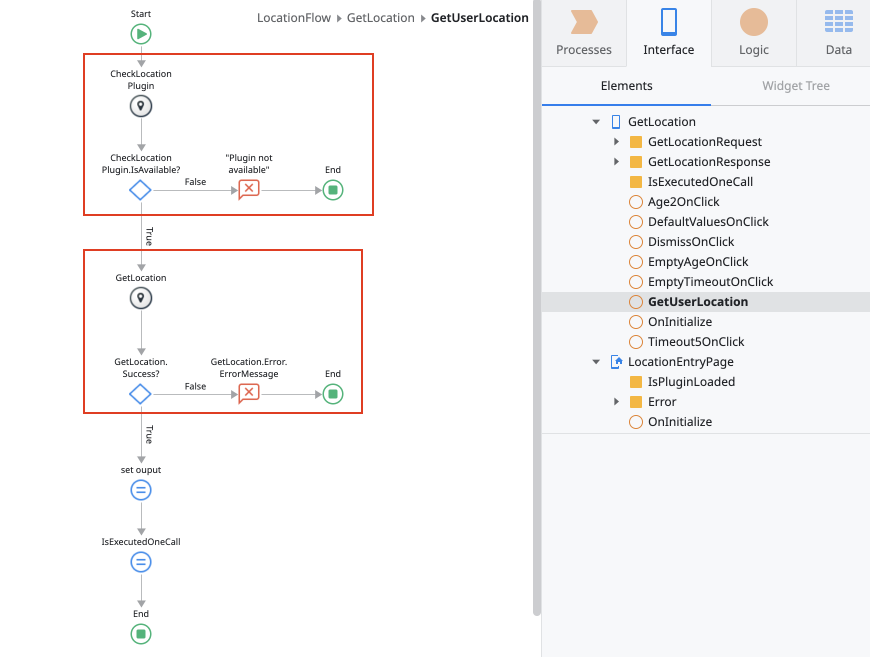 Start
LocationFlow GetLocation GetUserLocation
CheckLocation
Plugin
CheckLocation
Plugin.IsAvailable?
False
"Plugin not
available"
End
True
GetLocation
GetLocation.
Success?
False
GetLocation.Error.
ErrorMessage
End
True
set ouput
IsExecutedOneCall
End
Processes
Interface
Logic
Data
Elements
Widget Tree
GetLocation
GetLocationRequest
GetLocationResponse
IsExecutedOneCall
Age2OnClick
DefaultValuesOnClick
DismissOnClick
EmptyAgeOnClick
EmptyTimeoutOnClick
GetUserLocation
OnInitialize
Timeout5OnClick
LocationEntryPage
IsPluginLoaded
Error
OnInitialize